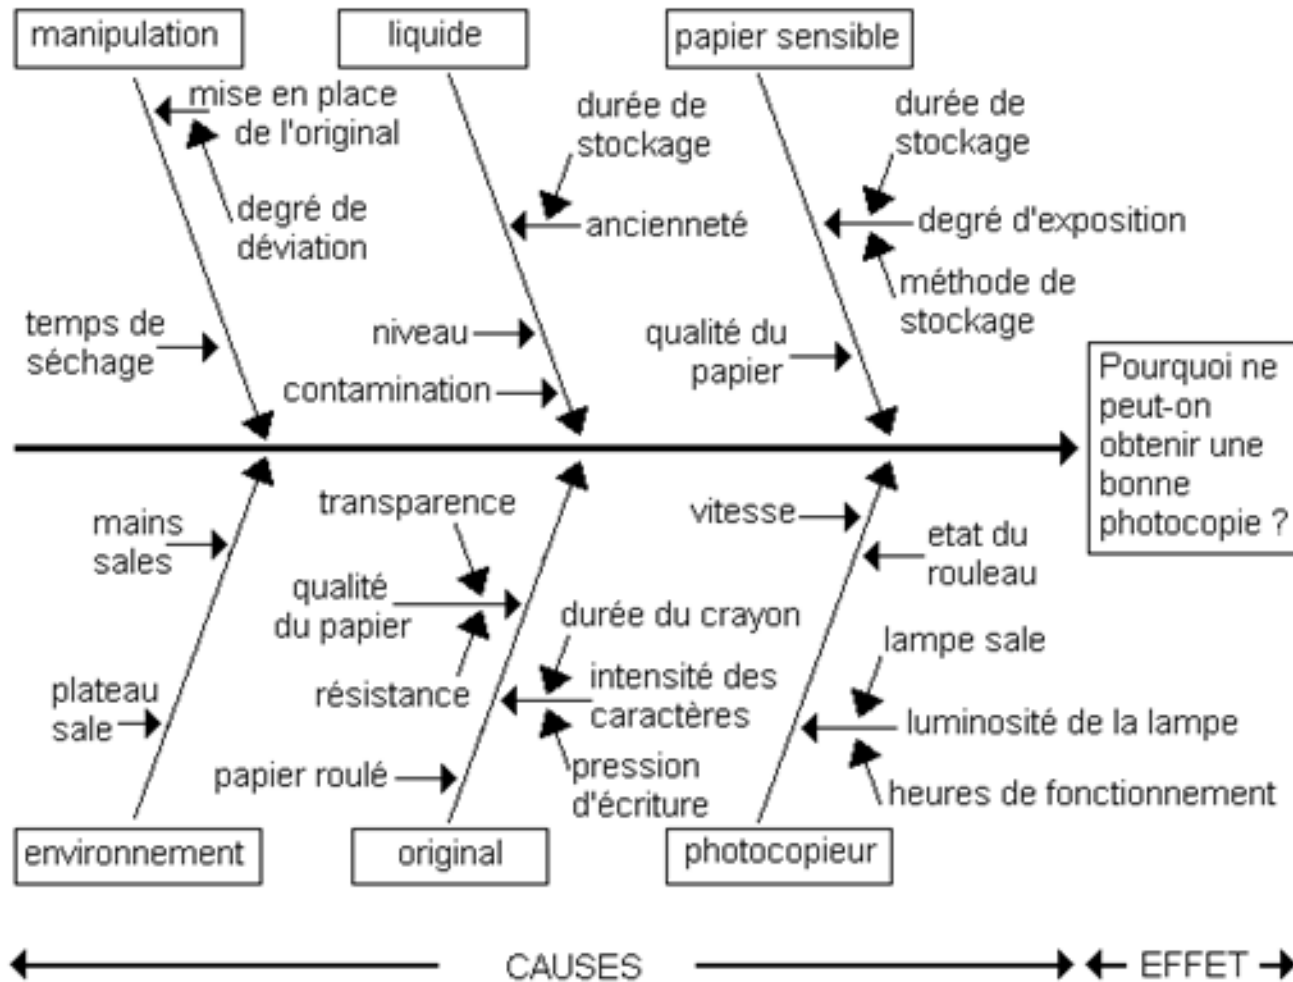 manipulation
liquide
papier sensible
mise en place
de l'original
degré de
déviation
temps de
séchage
durée de
stockage
ancienneté
niveau
contamination
durée de
stockage
degré d'exposition
méthode de
stockage
qualité du
papier
Pourquoi ne
peut-on
obtenir une
bonne
photocopie ?
mains
sales
plateau
sale
environnement
transparence
qualité
du papier
résistance
durée du crayon
intensité des
caractères
pression
d'écriture
papier roulé
original
vitesse
etat du
rouleau
lampe sale
luminosité de la lampe
heures de fonctionnement
photocopieur
CAUSES
EFFET